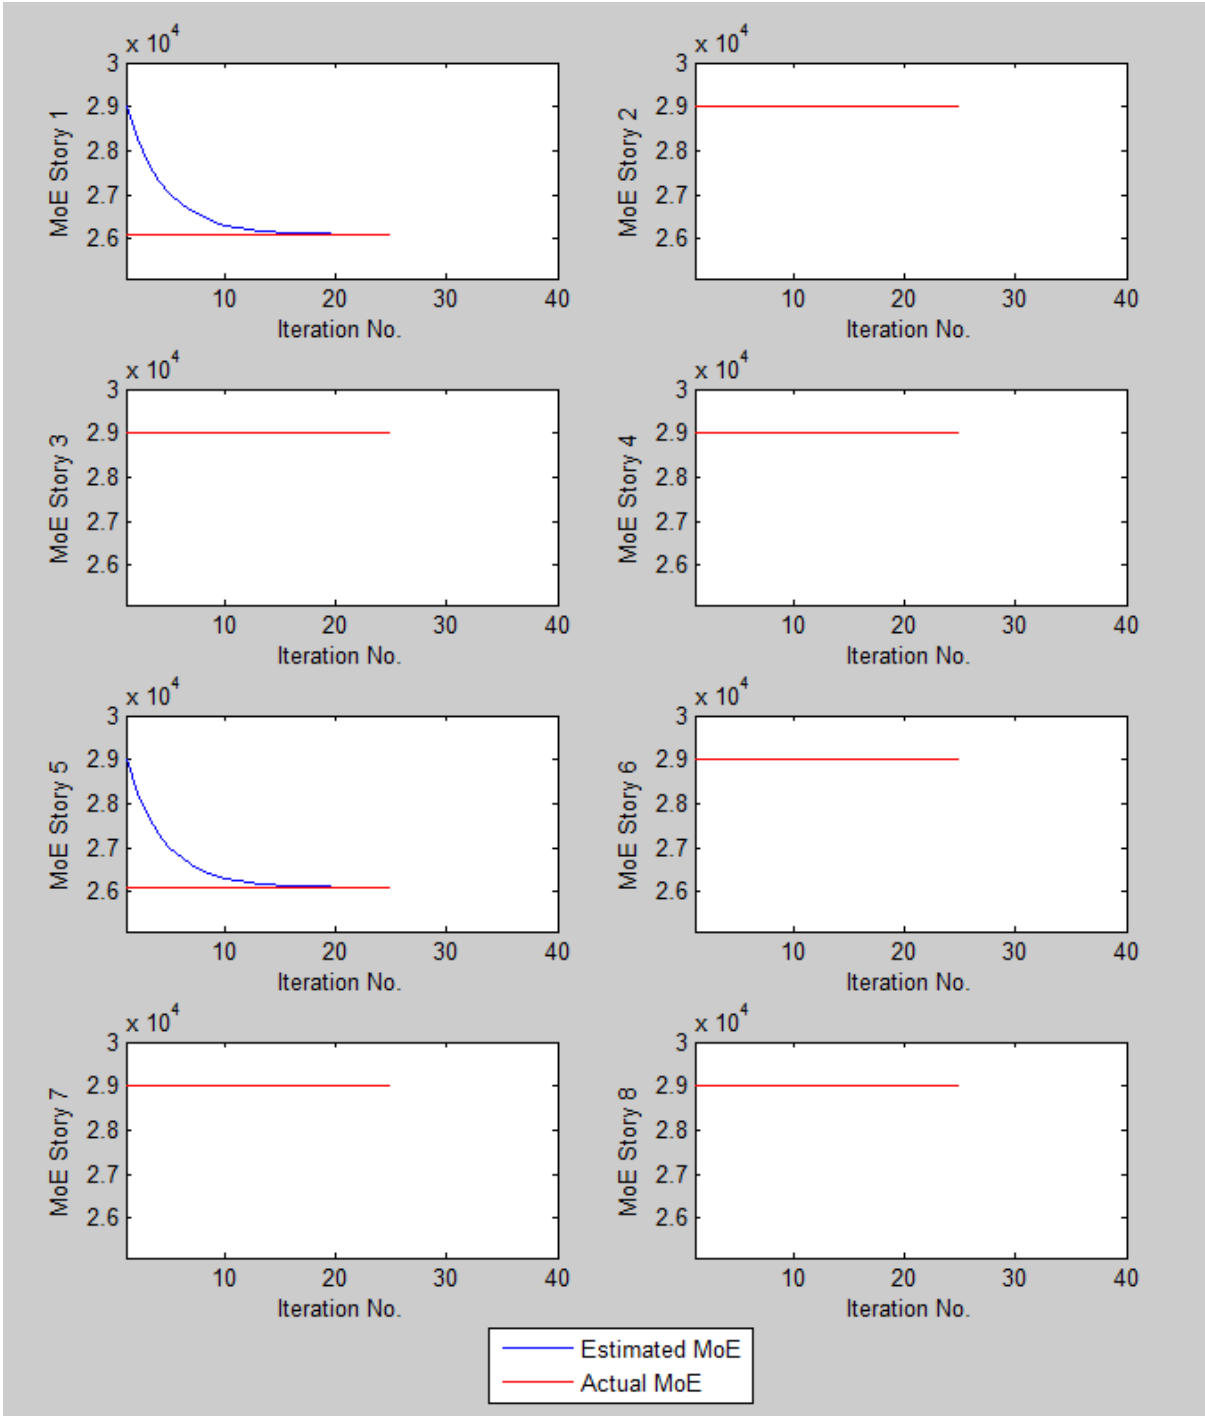 x 10^4 x 10^4
3 3
2.9 2.9
2.8 2.8
2.7 2.7
2.6 2.6
MoE Story 1 MoE Story 2
10 20 30 40 10 20 30 40
Iteration No. Iteration No.
x 10^4 x 10^4
3 3
2.9 2.9
2.8 2.8
2.7 2.7
2.6 2.6
MoE Story 3 MoE Story 4
10 20 30 40 10 20 30 40
Iteration No. Iteration No.
x 10^4 x 10^4
3 3
2.9 2.9
2.8 2.8
2.7 2.7
2.6 2.6
MoE Story 5 MoE Story 6
10 20 30 40 10 20 30 40
Iteration No. Iteration No.
x 10^4 x 10^4
3 3
2.9 2.9
2.8 2.8
2.7 2.7
2.6 2.6
MoE Story 7 MoE Story 8
10 20 30 40 10 20 30 40
Iteration No. Iteration No.
Estimated MoE
Actual MoE